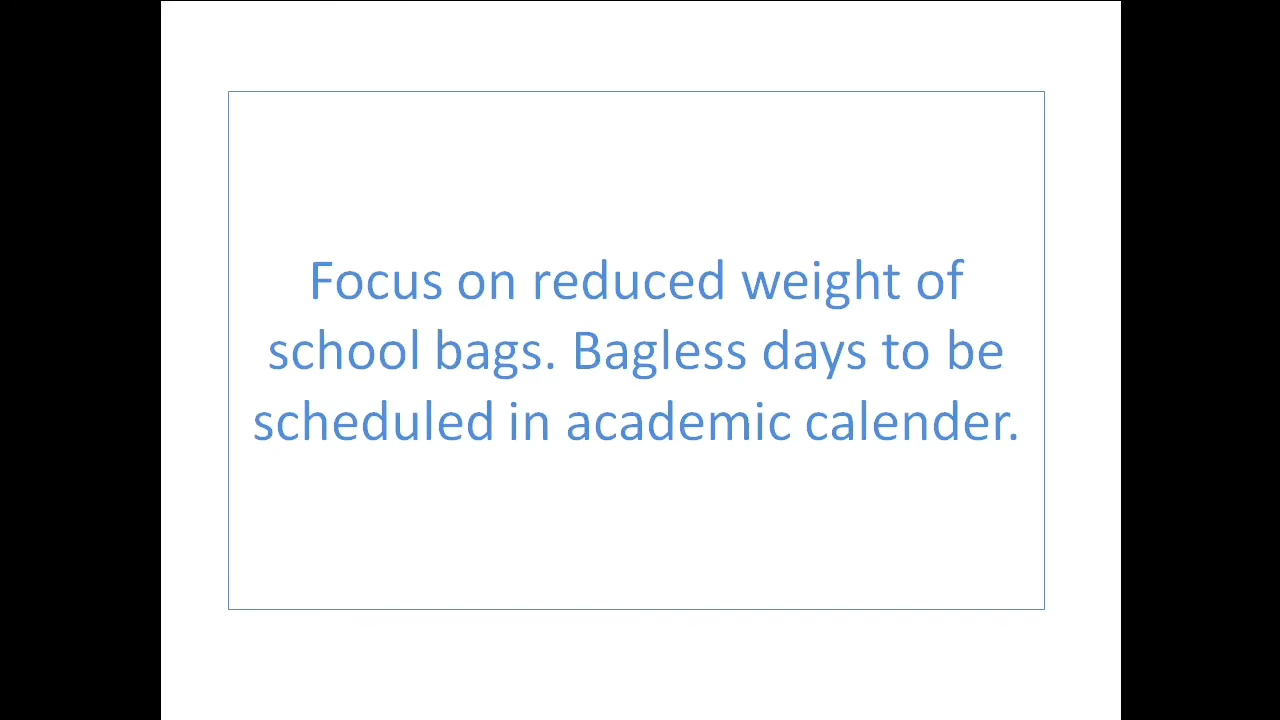 Focus on reduced weight of
school bags. Bagless days to be
scheduled in academic calender.